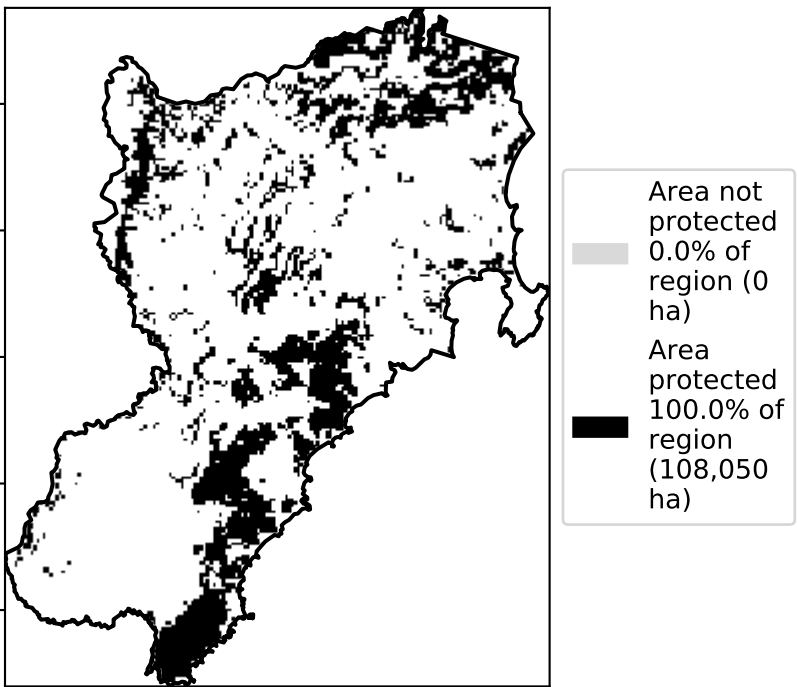 Area not
protected
0.0% of
region (0
ha)
Area
protected
100.0% of
region
(108,050
ha)